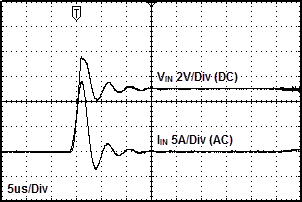 T
VIN 2V/Div (DC)
IIN 5A/Div (AC)
5us/Div